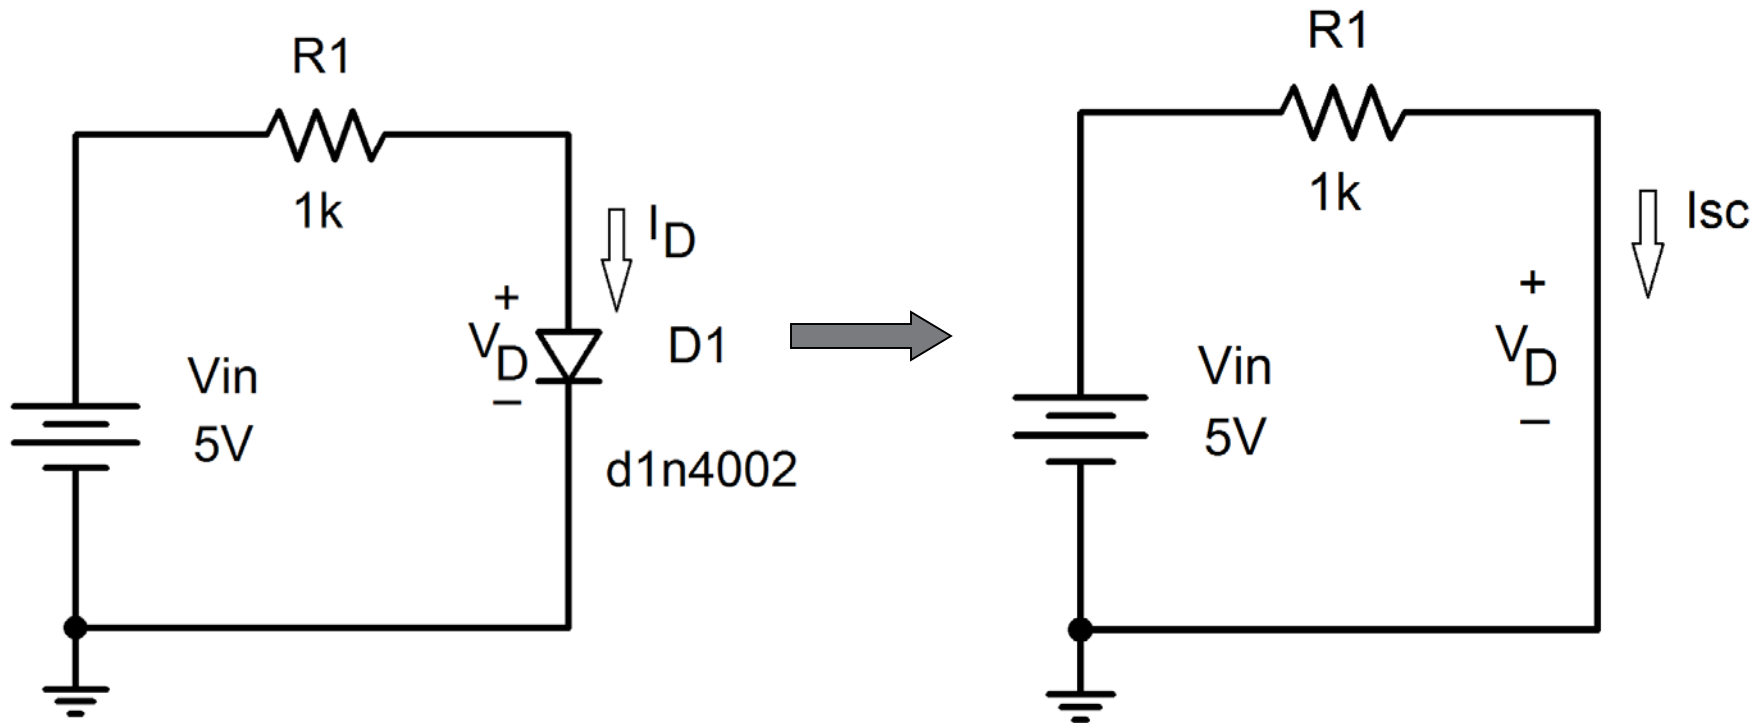 R1
1k
I_D
+
V_D
–
D1
Vin
5V
d1n4002
R1
1k
Isc
+
V_D
–
Vin
5V